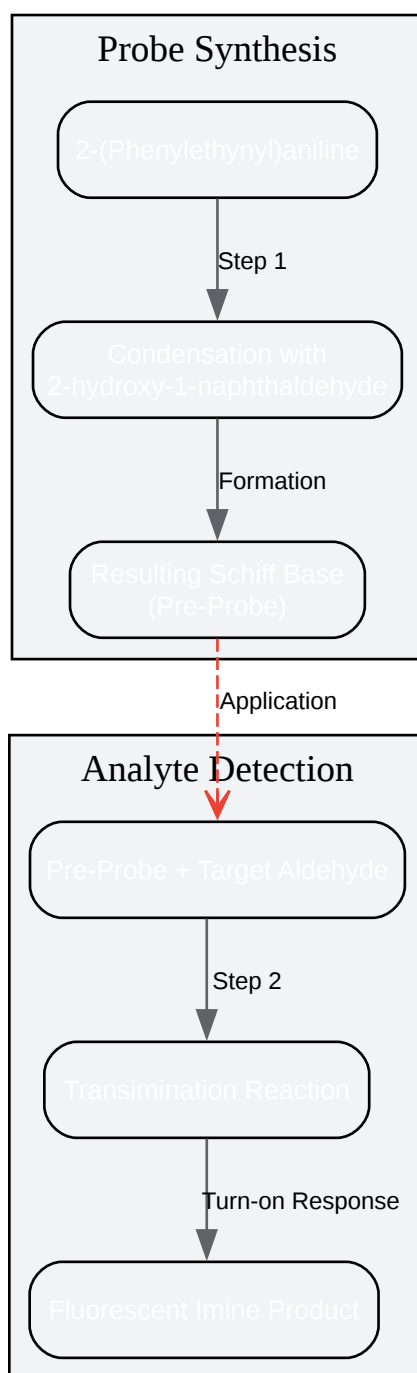 Probe Synthesis
2-(Phenylethynyl)aniline
Step 1
Condensation with
2-hydroxy-1-naphthaldehyde
Formation
Resulting Schiff Base
(Pre-Probe)
Application
Analyte Detection
Pre-Probe + Target Aldehyde
Step 2
Transimination Reaction
Turn-on Response
Fluorescent Imine Product